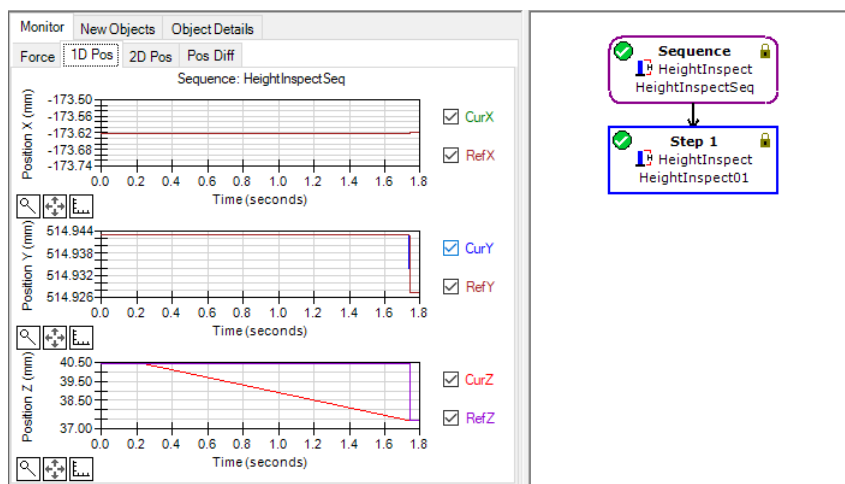 Monitor New Objects Object Details
Force 1D Pos 2D Pos Pos Diff
Sequence: HeightInspectSeq
Position X (mm)
-173.50
-173.56
-173.62
-173.68
-173.74
0.0 0.2 0.4 0.6 0.8 1.0 1.2 1.4 1.6 1.8
Time (seconds)
CurX
RefX
Position Y (mm)
514.944
514.938
514.932
514.926
0.0 0.2 0.4 0.6 0.8 1.0 1.2 1.4 1.6 1.8
Time (seconds)
CurY
RefY
Position Z (mm)
40.50
39.50
38.50
37.00
0.0 0.2 0.4 0.6 0.8 1.0 1.2 1.4 1.6 1.8
Time (seconds)
CurZ
RefZ
Sequence
H HeightInspect
HeightInspectSeq
Step 1
H HeightInspect
HeightInspect01